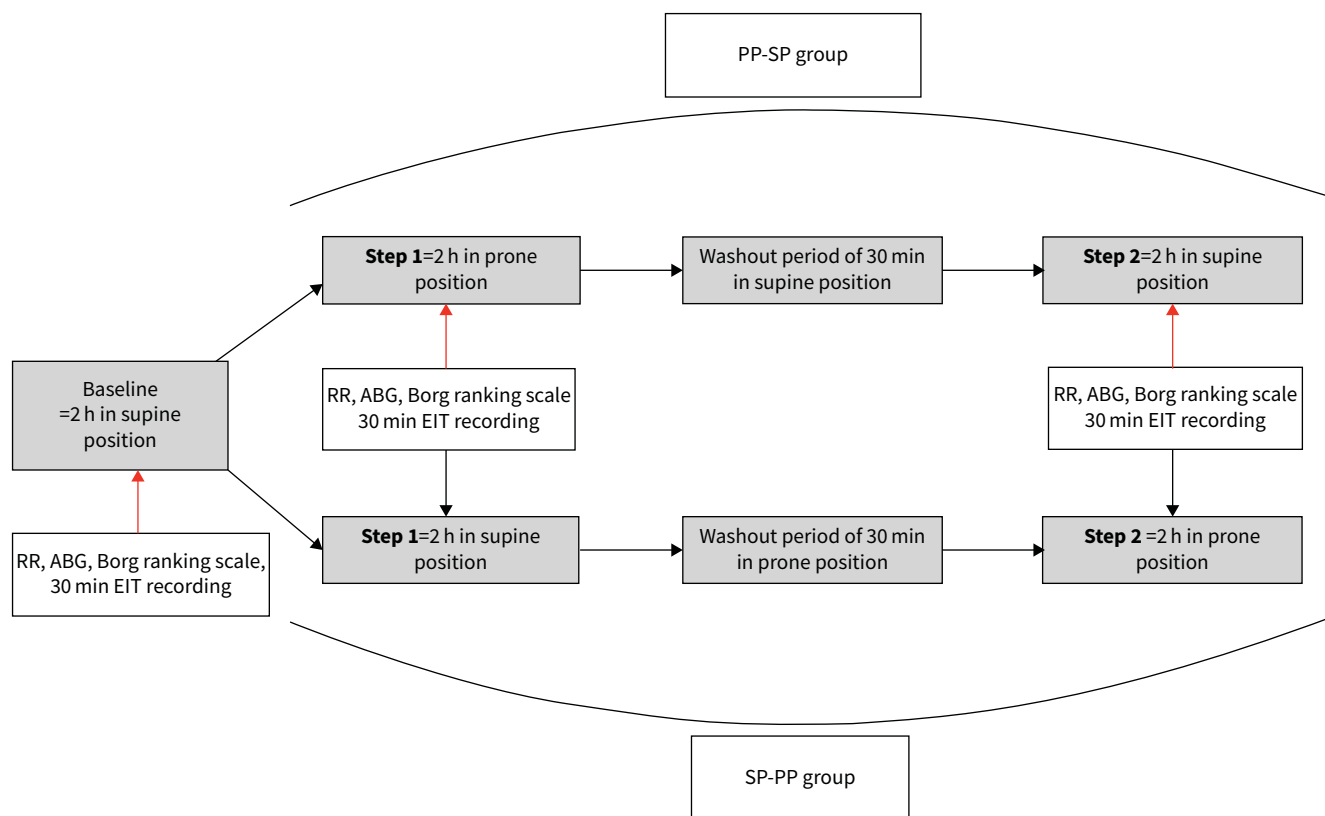 PP-SP group
Step 1=2 h in prone
position
Washout period of 30 min
in supine position
Step 2=2 h in supine
position
Baseline
=2 h in supine
position
RR, ABG, Borg ranking scale
30 min EIT recording
RR, ABG, Borg ranking scale
30 min EIT recording
RR, ABG, Borg ranking scale,
30 min EIT recording
Step 1=2 h in supine
position
Washout period of 30 min
in prone position
Step 2 =2 h in prone
position
SP-PP group